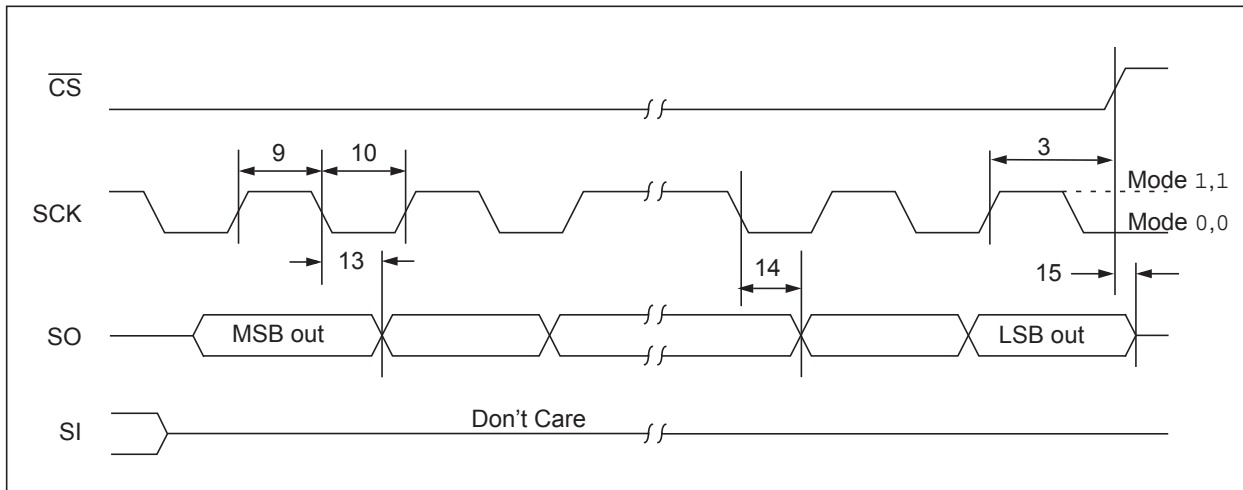 CS
9
10
3
SCK
Mode 1,1
Mode 0,0
13
14
15
SO
MSB out
LSB out
SI
Don't Care